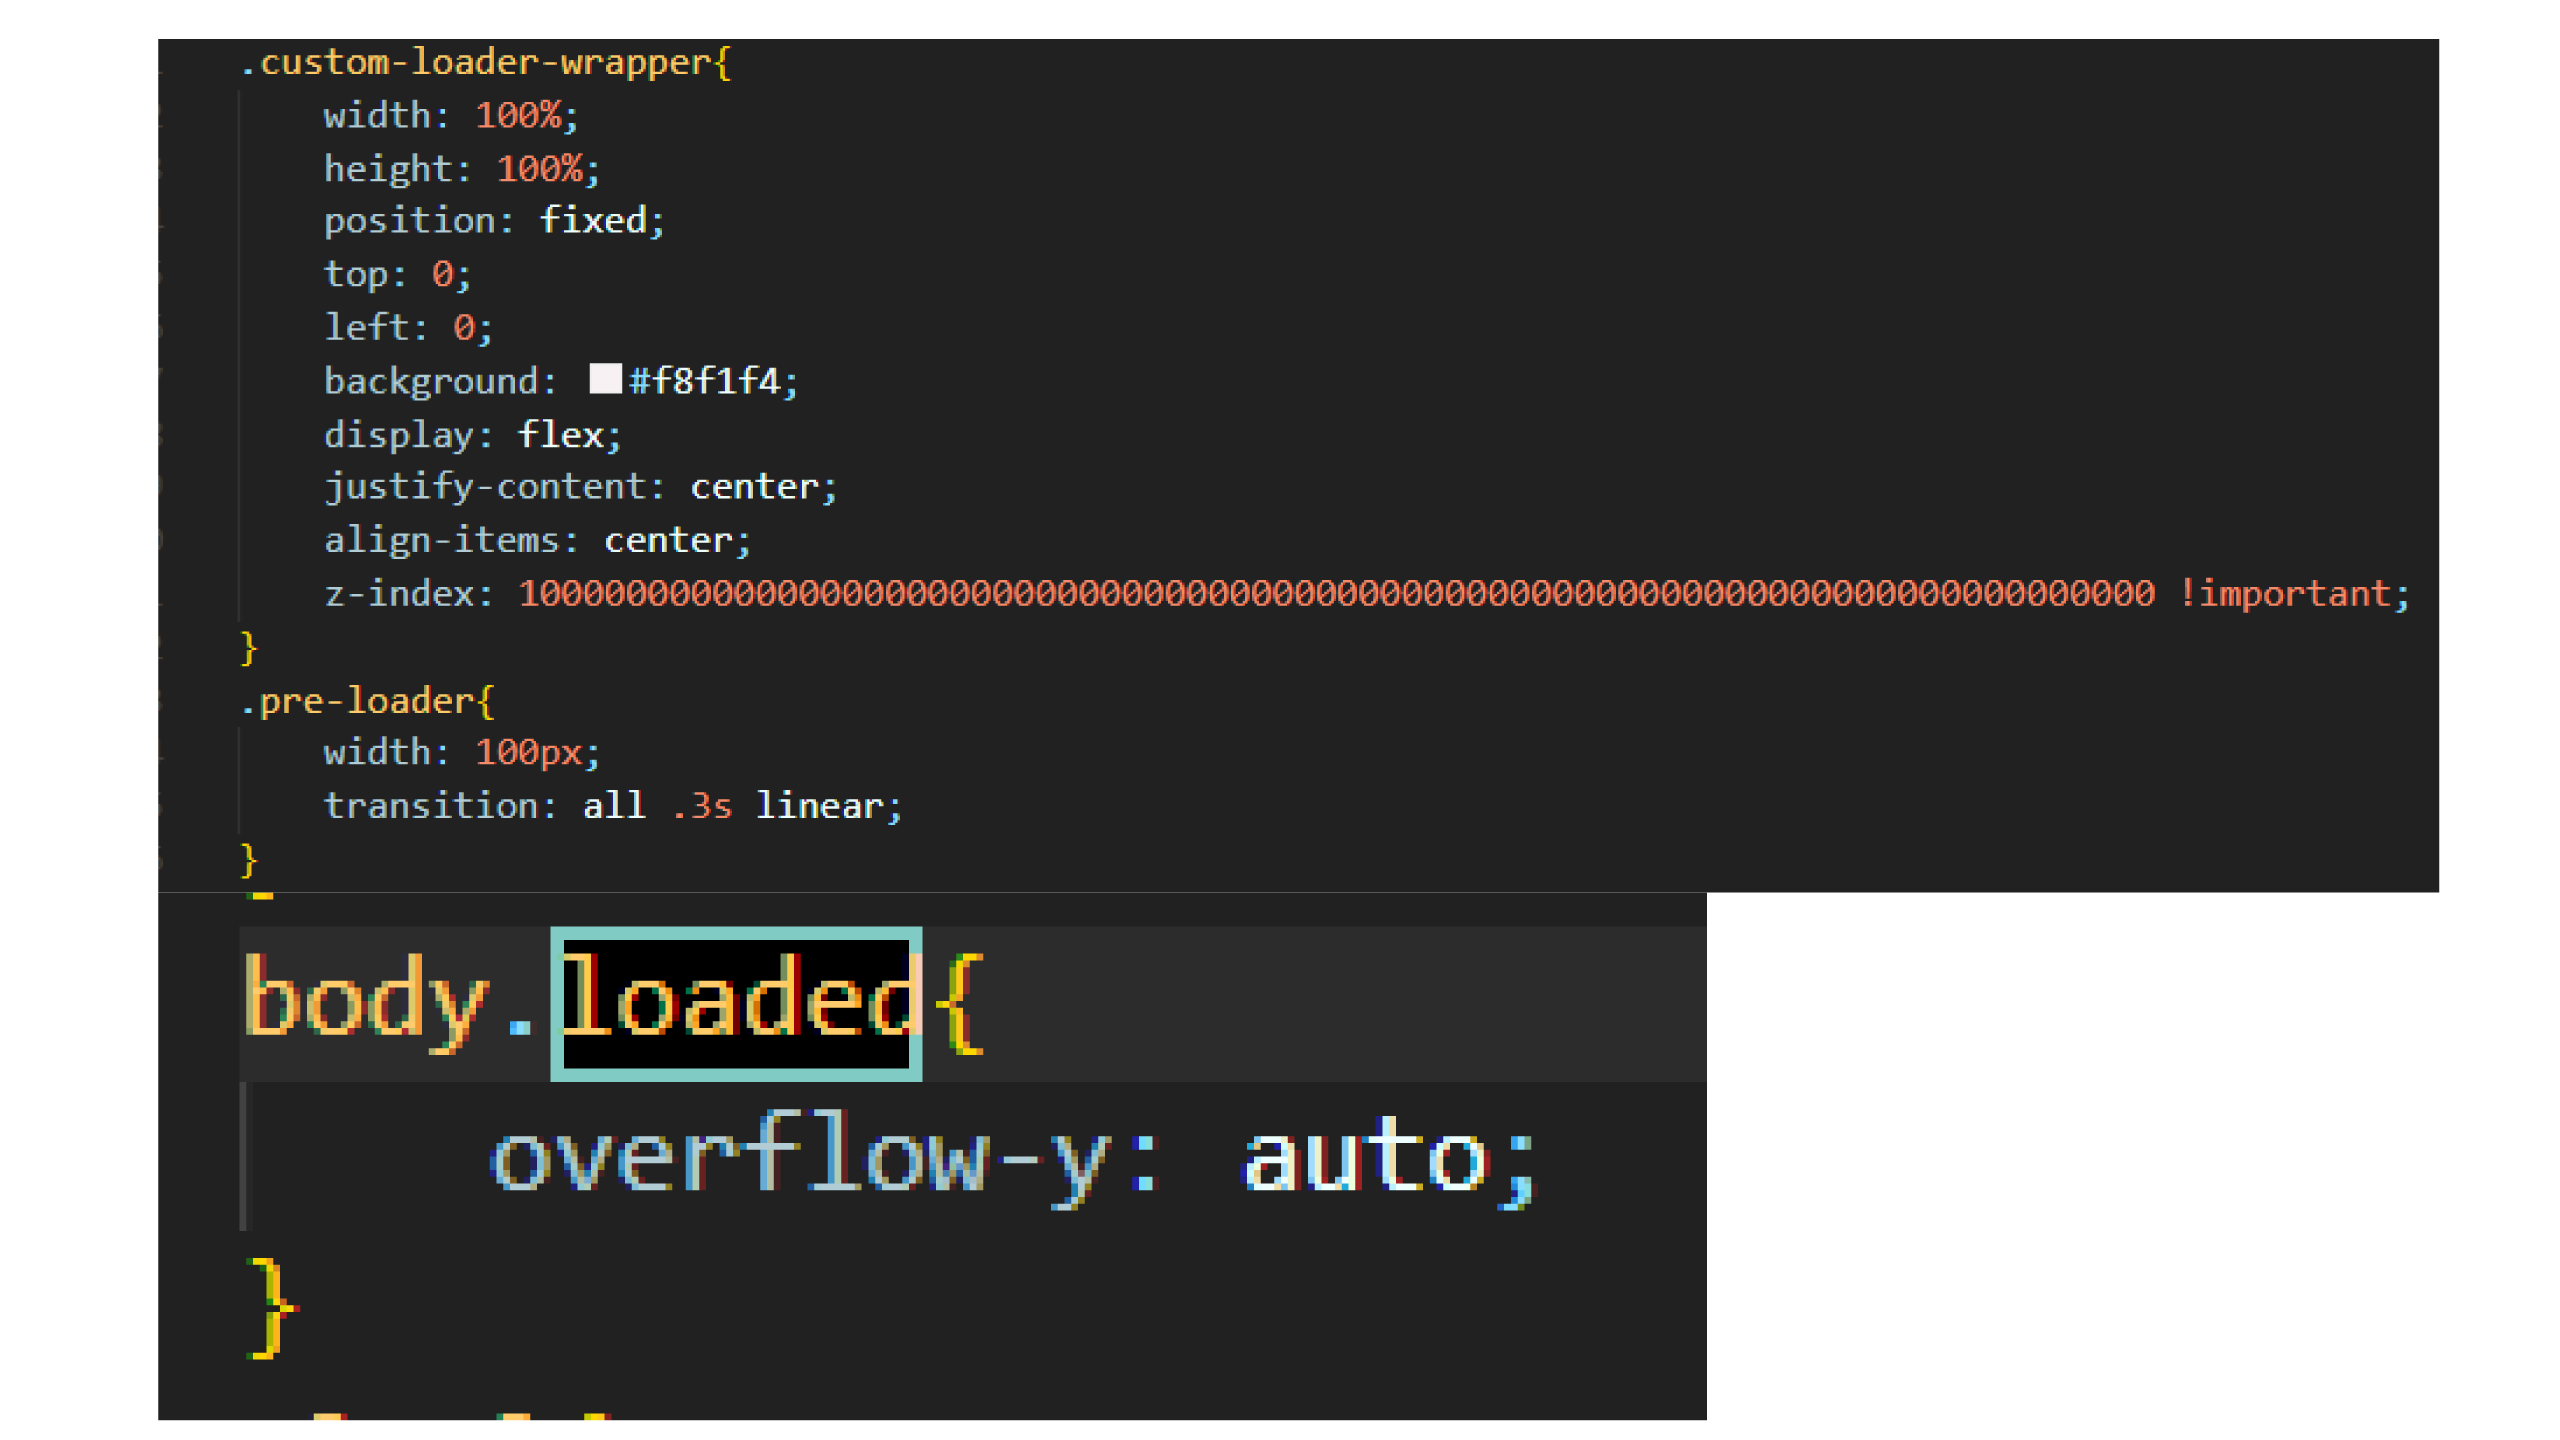 .custom-loader-wrapper{
width: 100%;
height: 100%;
position: fixed;
top: 0;
left: 0;
background: #f8f1f4;
display: flex;
justify-content: center;
align-items: center;
z-index: 1000000000000000000000000000000000000000000000000000000000000000000000000000 !important;
}
.pre-loader{
width: 100px;
transition: all .3s linear;
}
body.loaded{
overflow-y: auto;
}